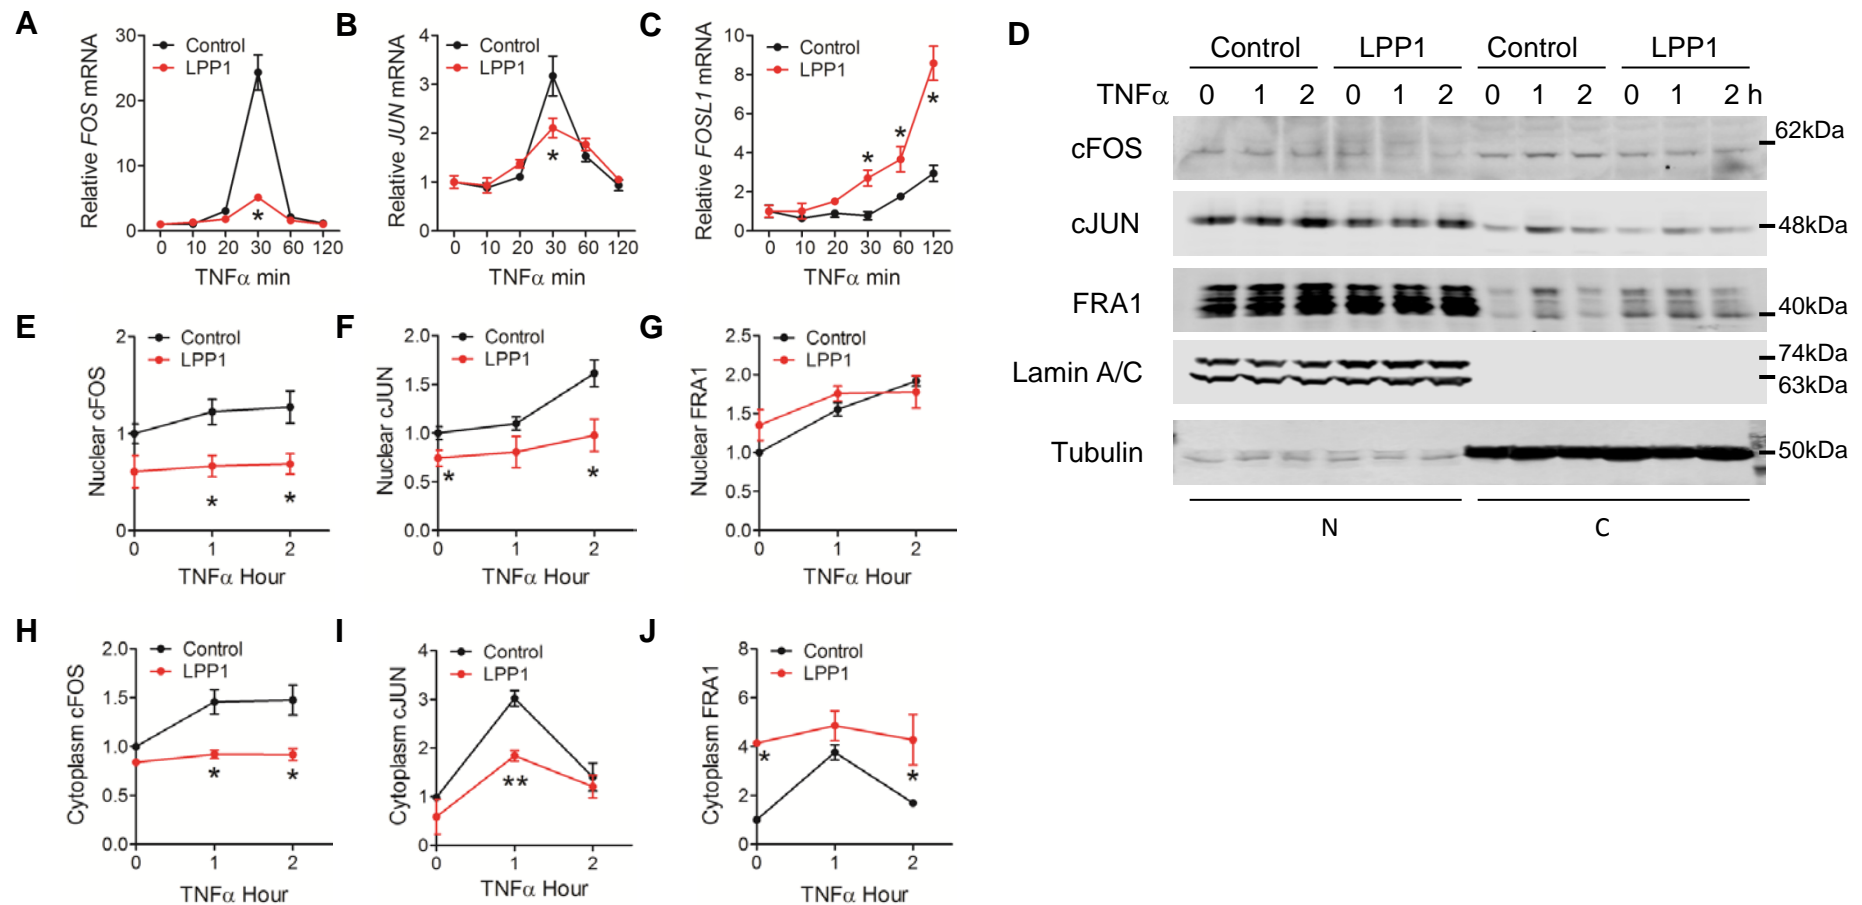 A
Relative FOS mRNA
30
20
10
0
Control
LPP1
*
0 10 20 30 60 120
TNFα min
B
Relative JUN mRNA
4
3
2
1
0
Control
LPP1
*
0 10 20 30 60 120
TNFα min
C
Relative FOSL1 mRNA
10
8
6
4
2
0
Control
LPP1
*
*
*
0 10 20 30 60 120
TNFα min
D
Control LPP1 Control LPP1
TNFα 0 1 2 0 1 2 0 1 2 0 1 2 h
cFOS 62kDa
cJUN 48kDa
FRA1 40kDa
Lamin A/C 74kDa
63kDa
Tubulin 50kDa
N C
E
Nuclear cFOS
2
1
0
Control
LPP1
* *
0 1 2
TNFα Hour
F
Nuclear cJUN
2.0
1.5
1.0
0.5
0
Control
LPP1
* *
0 1 2
TNFα Hour
G
Nuclear FRA1
2.5
2.0
1.5
1.0
0.5
0
Control
LPP1
0 1 2
TNFα Hour
H
Cytoplasm cFOS
2.0
1.5
1.0
0.5
0.0
Control
LPP1
* *
0 1 2
TNFα Hour
I
Cytoplasm cJUN
4
3
2
1
0
Control
LPP1
**
0 1 2
TNFα Hour
J
Cytoplasm FRA1
8
6
4
2
0
Control
LPP1
* *
0 1 2
TNFα Hour